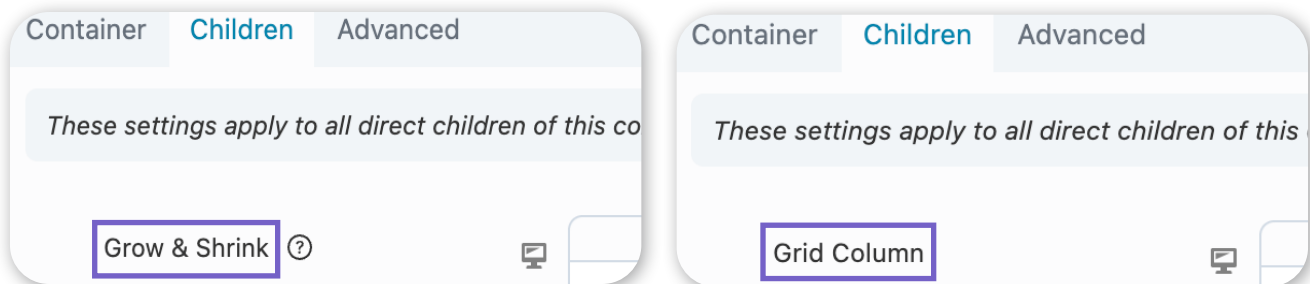 Container Children Advanced
These settings apply to all direct children of this co
Grow & Shrink ?
Container Children Advanced
These settings apply to all direct children of this
Grid Column